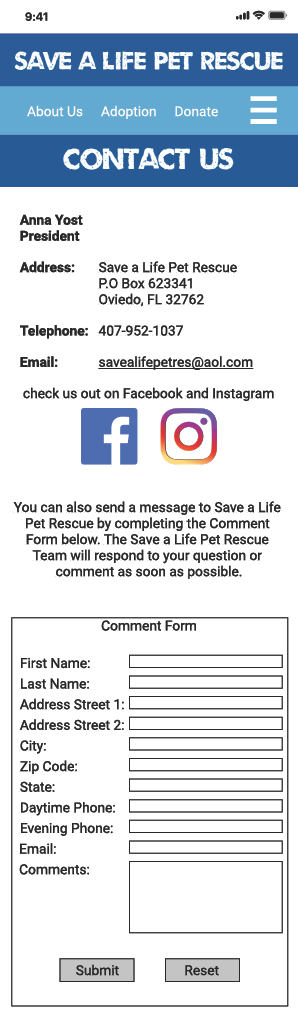 9:41
SAVE A LIFE PET RESCUE
About Us Adoption Donate
CONTACT US
Anna Yost
President
Address: Save a Life Pet Rescue
P.O Box 623341
Oviedo, FL 32762
Telephone: 407-952-1037
Email: savealifepetres@aol.com
check us out on Facebook and Instagram
You can also send a message to Save a Life
Pet Rescue by completing the Comment
Form below. The Save a Life Pet Rescue
Team will respond to your question or
comment as soon as possible.
Comment Form
First Name:
Last Name:
Address Street 1:
Address Street 2:
City:
Zip Code:
State:
Daytime Phone:
Evening Phone:
Email:
Comments:
Submit Reset